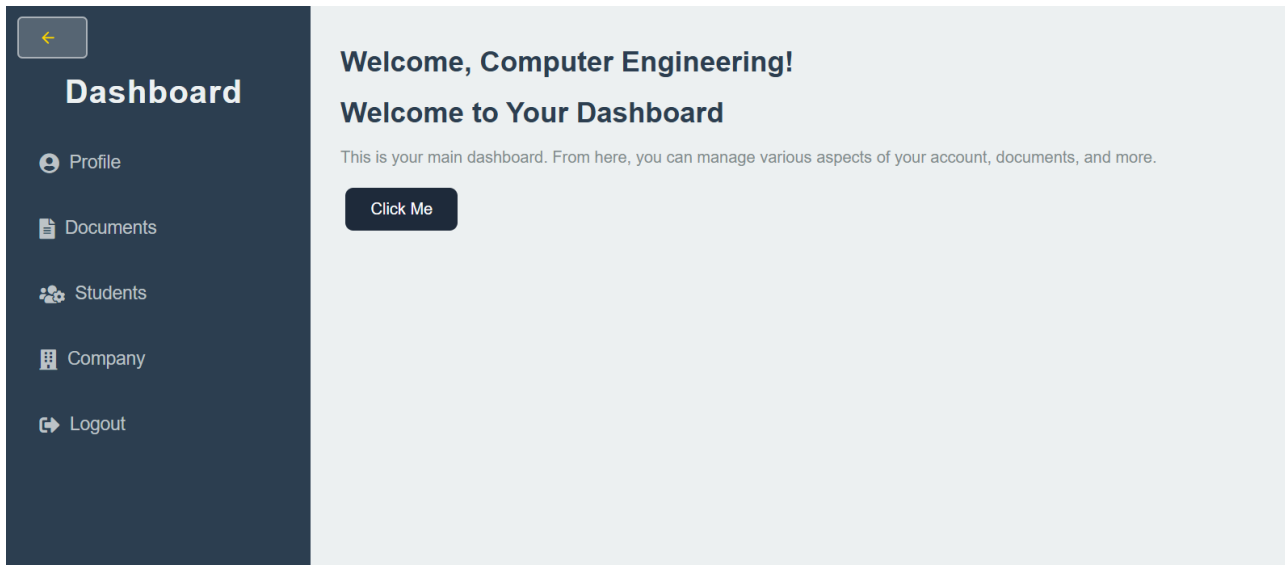 Dashboard
Profile
Documents
Students
Company
Logout
Welcome, Computer Engineering!
Welcome to Your Dashboard
This is your main dashboard. From here, you can manage various aspects of your account, documents, and more.
Click Me